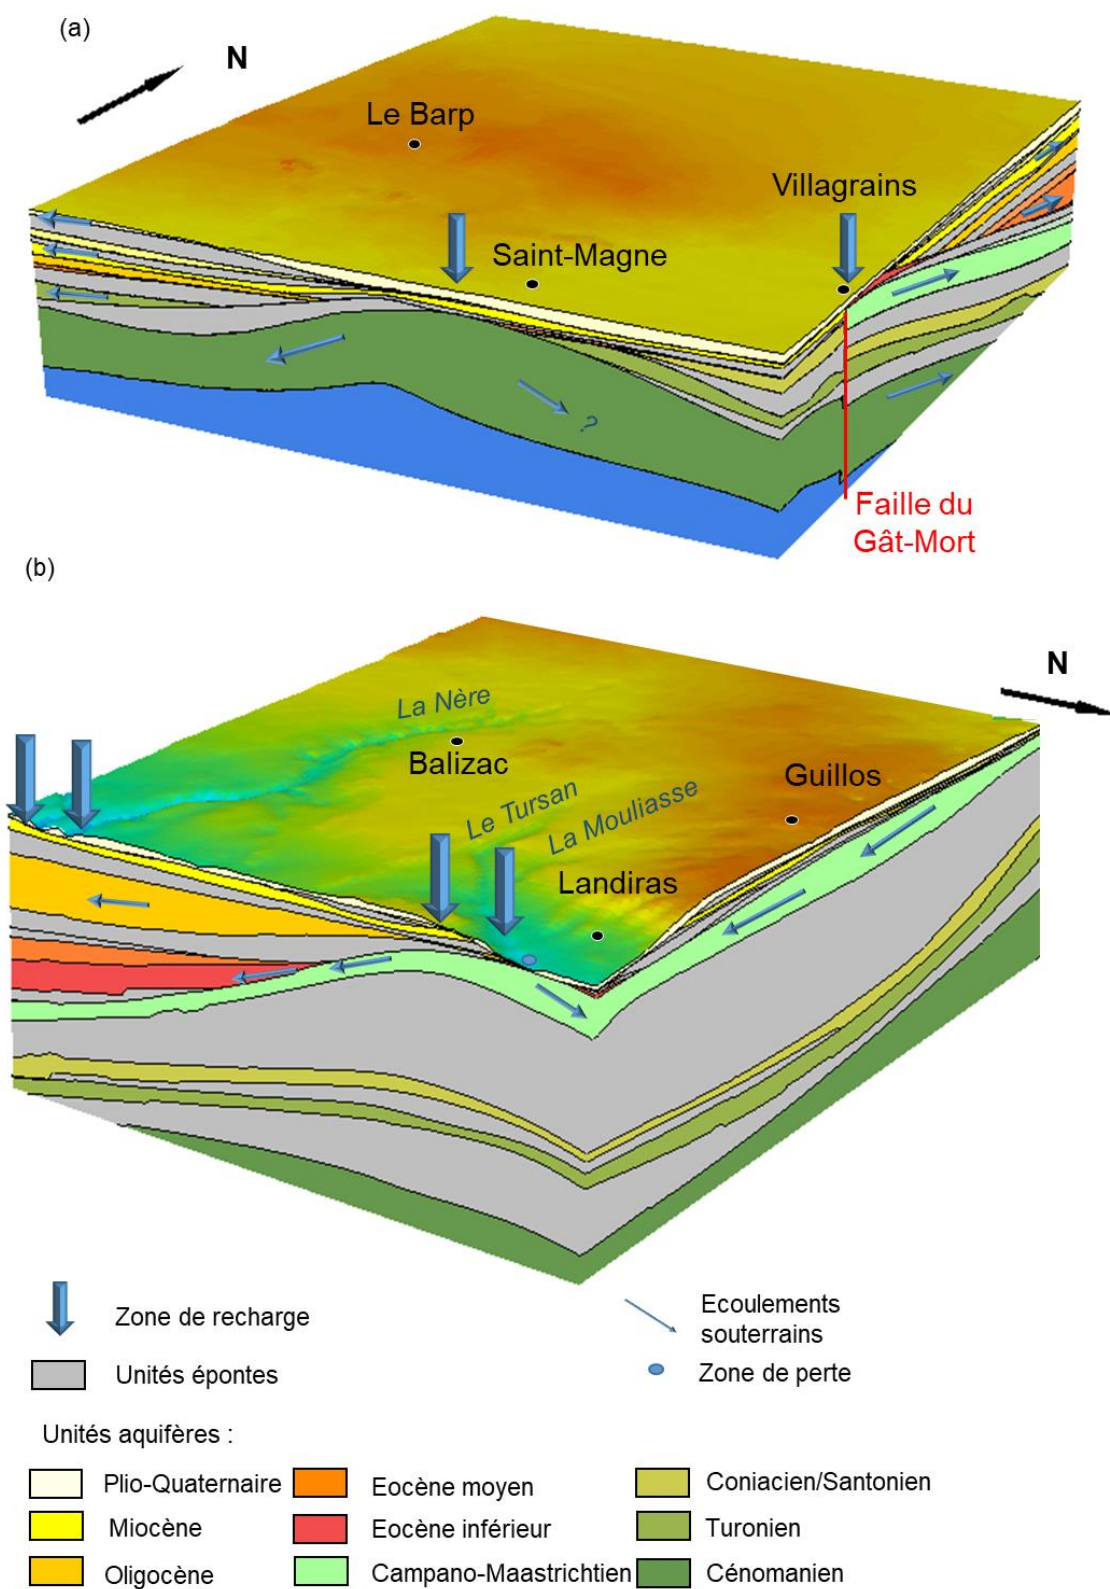 (a)
N
Le Barp
Villagrains
Saint-Magne
?
Faille du
Gât-Mort
(b)
N
La Nère
Balizac
Guillos
Le Tursan
La Mouliasse
Landiras
Zone de recharge
Ecoulements
souterrains
Unités épontes
Zone de perte
Unités aquifères :
Plio-Quaternaire
Eocène moyen
Coniacien/Santonien
Miocène
Eocène inférieur
Turonien
Oligocène
Campano-Maastrichtien
Cénomanien